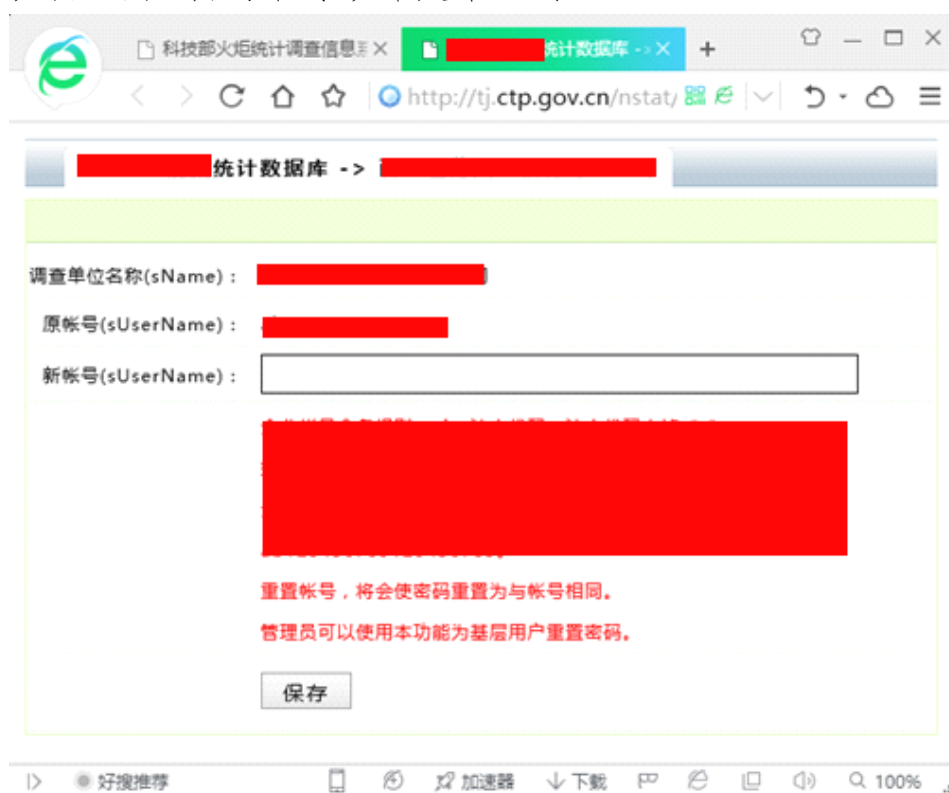 科技部火炬统计调查信息
统计数据库 ->
http://tj.ctp.gov.cn/nstat/
统计数据库 ->
调查单位名称(sName)：
原帐号(sUserName)：
新帐号(sUserName)：
重置帐号，将会使密码重置为与帐号相同。
管理员可以使用本功能为基层用户重置密码。
保存
好搜推荐 加速器 下载 100%